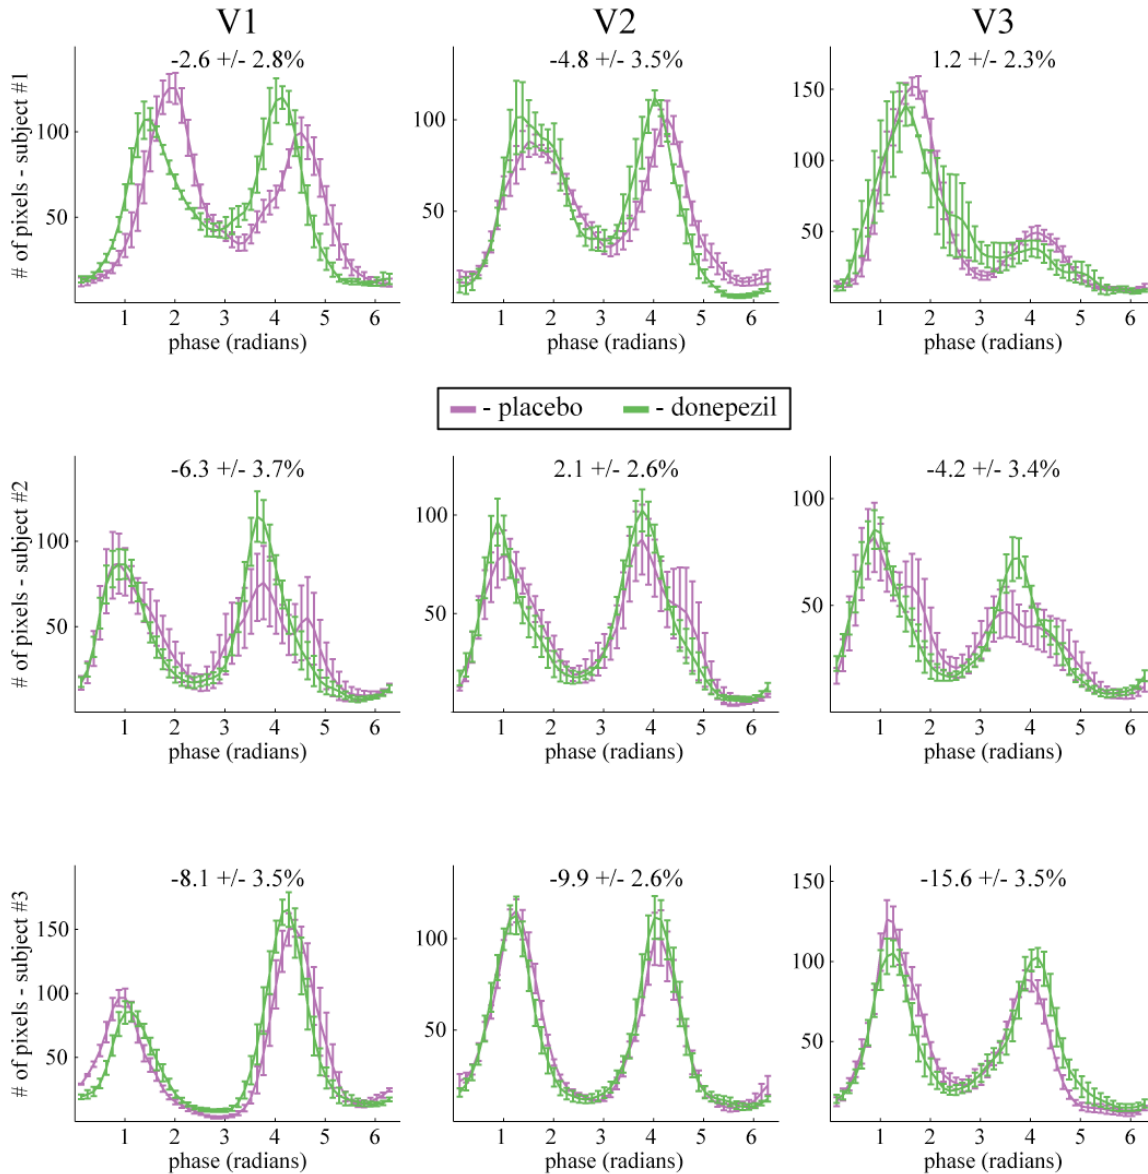 V1 V2 V3
-2.6 +/- 2.8% -4.8 +/- 3.5% 1.2 +/- 2.3%
# of pixels - subject #1
100
50
100
50
150
100
50
1 2 3 4 5 6
1 2 3 4 5 6
1 2 3 4 5 6
phase (radians) phase (radians) phase (radians)
- placebo - donepezil
-6.3 +/- 3.7% 2.1 +/- 2.6% -4.2 +/- 3.4%
# of pixels - subject #2
100
50
100
50
100
50
1 2 3 4 5 6
1 2 3 4 5 6
1 2 3 4 5 6
phase (radians) phase (radians) phase (radians)
-8.1 +/- 3.5% -9.9 +/- 2.6% -15.6 +/- 3.5%
# of pixels - subject #3
150
100
50
100
50
150
100
50
1 2 3 4 5 6
1 2 3 4 5 6
1 2 3 4 5 6
phase (radians) phase (radians) phase (radians)